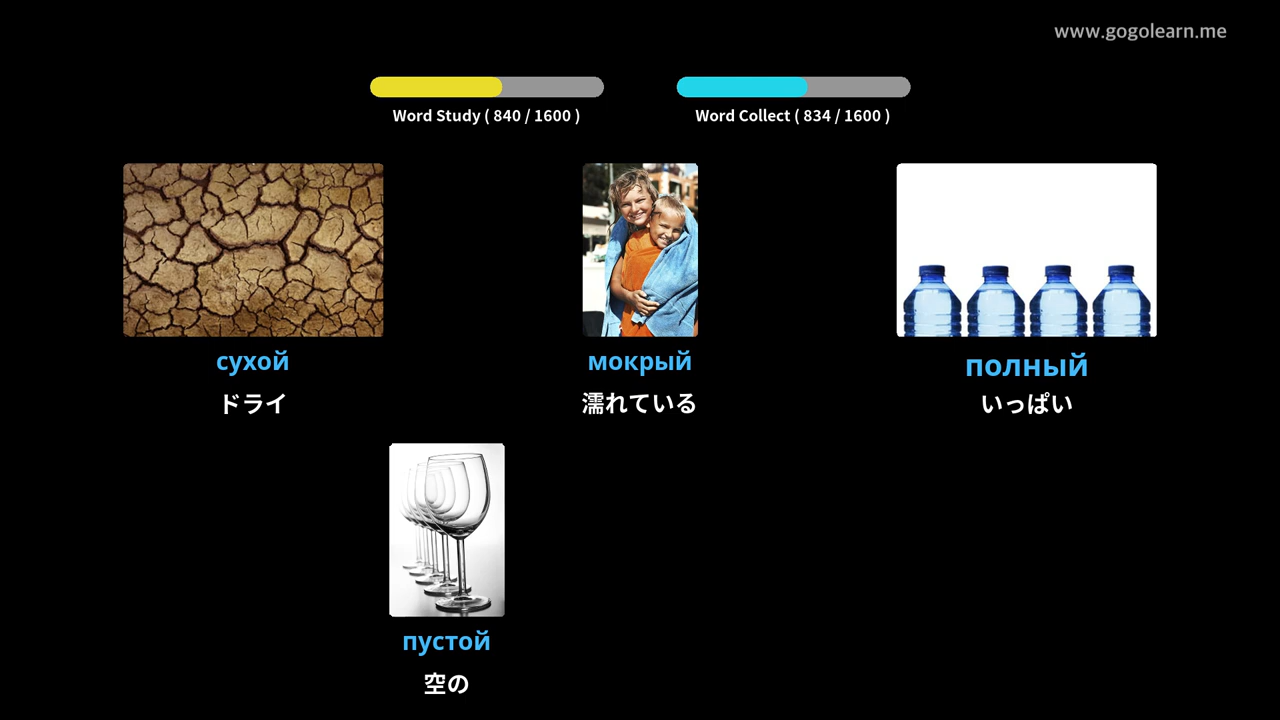 www.gogolearn.me
Word Study ( 840 / 1600 )
Word Collect ( 834 / 1600 )
сухой
ドライ
мокрый
濡れている
полный
いっぱい
пустой
空の